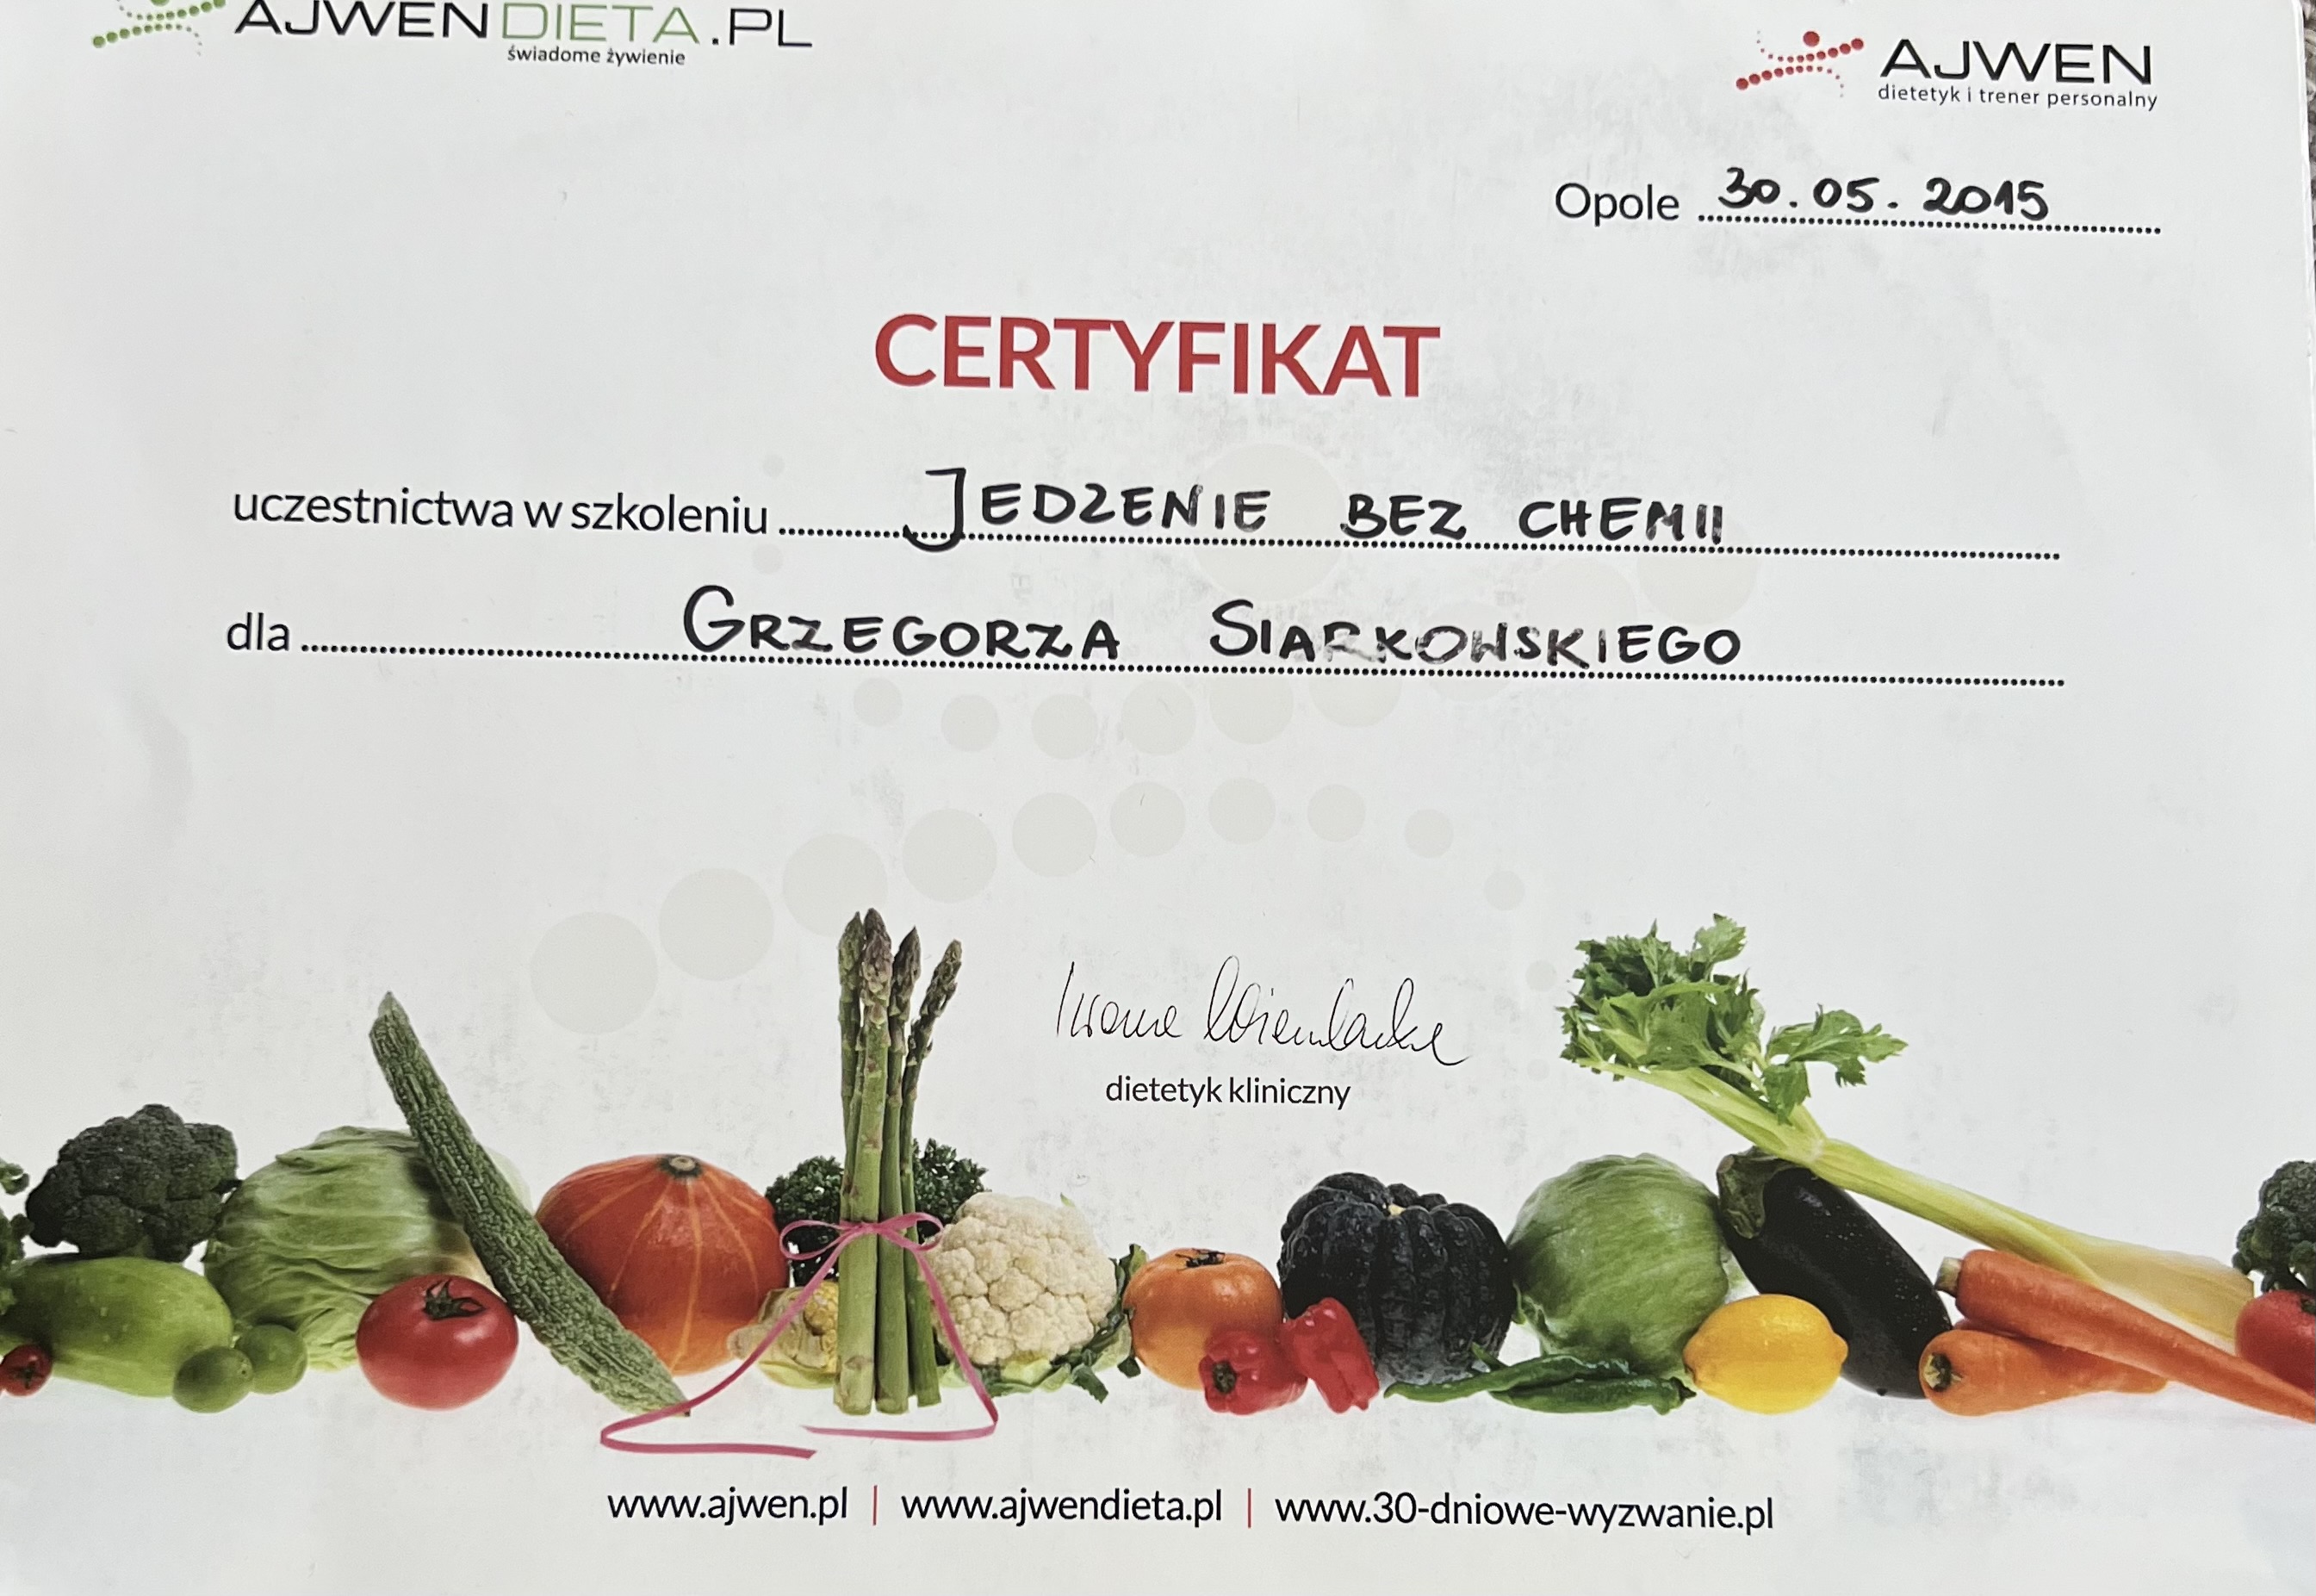 AJWENDIETA.PL
świadome żywienie
AJWEN
dietetyk i trener personalny
Opole 30.05.2015
CERTYFIKAT
uczestnictwa w szkoleniu JEDZENIE BEZ CHEMII
dla GRZEGORZA SIARKOWSKIEGO
Iwona
dietetyk kliniczny
www.ajwen.pl | www.ajwendieta.pl | www.30-dniowe-wyzwanie.pl